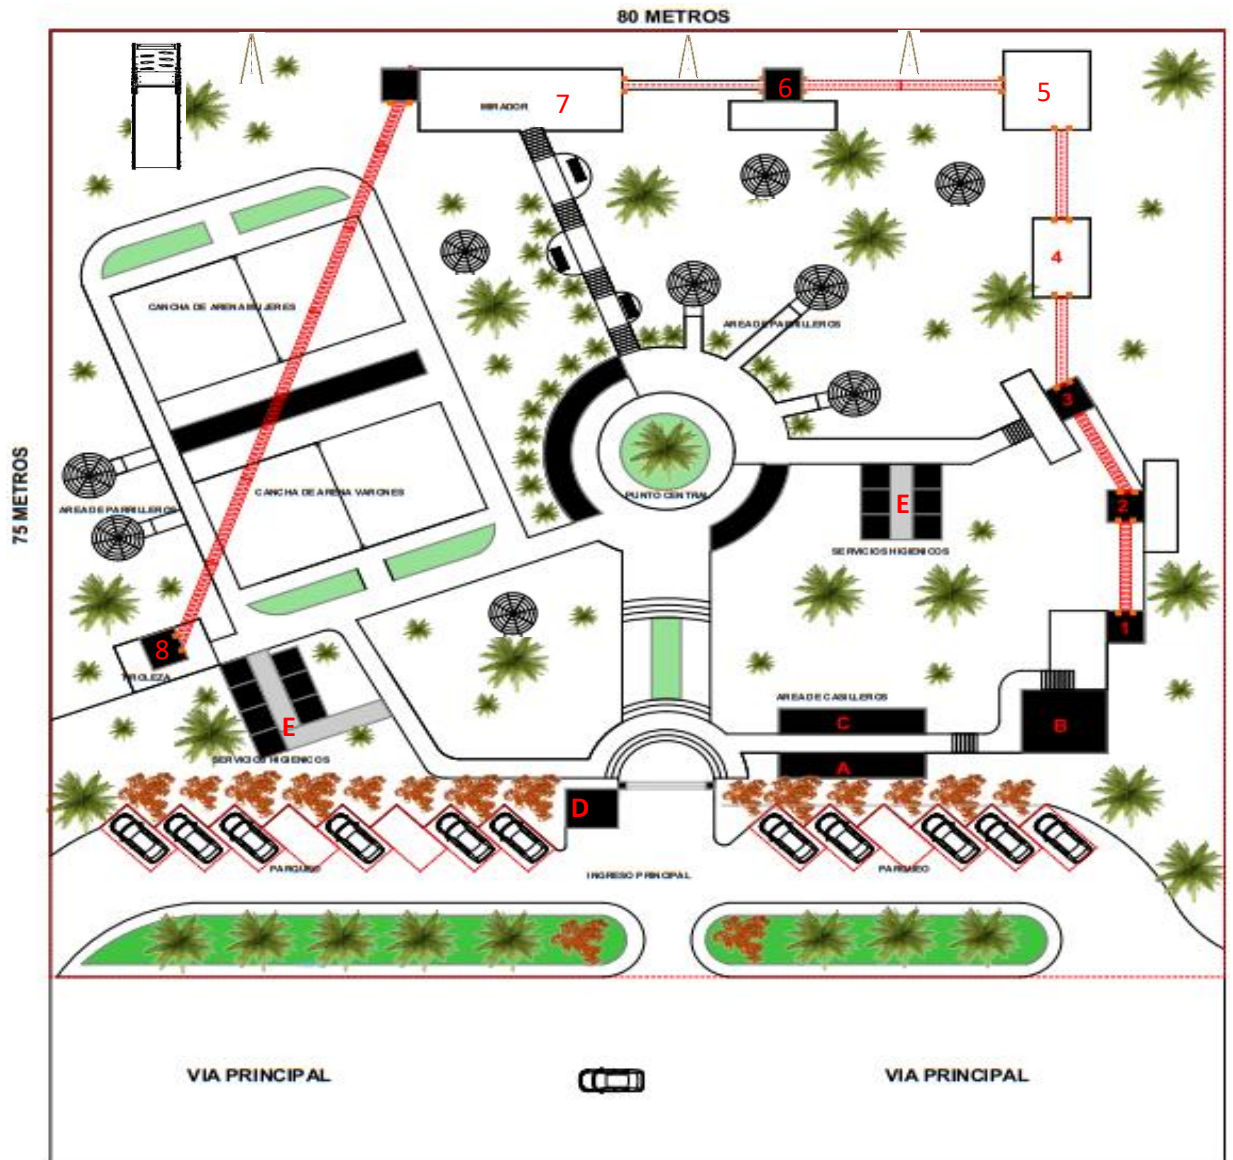 80 METROS
6
5
MIRADOR
7
4
CANCHA DE ARENA MUJERES
AREA DE PARRILLEROS
3
75 METROS
CANCHA DE ARENA VARONES
PUNTO CENTRAL
E
2
AREA DE PARRILLEROS
SERVICIOS HIGIENICOS
1
8
TIROLEZA
AREA DE CASILLEROS
E
C
B
SERVICIOS HIGIENICOS
A
D
PARQUEO
INGRESO PRINCIPAL
PARQUEO
VIA PRINCIPAL
VIA PRINCIPAL